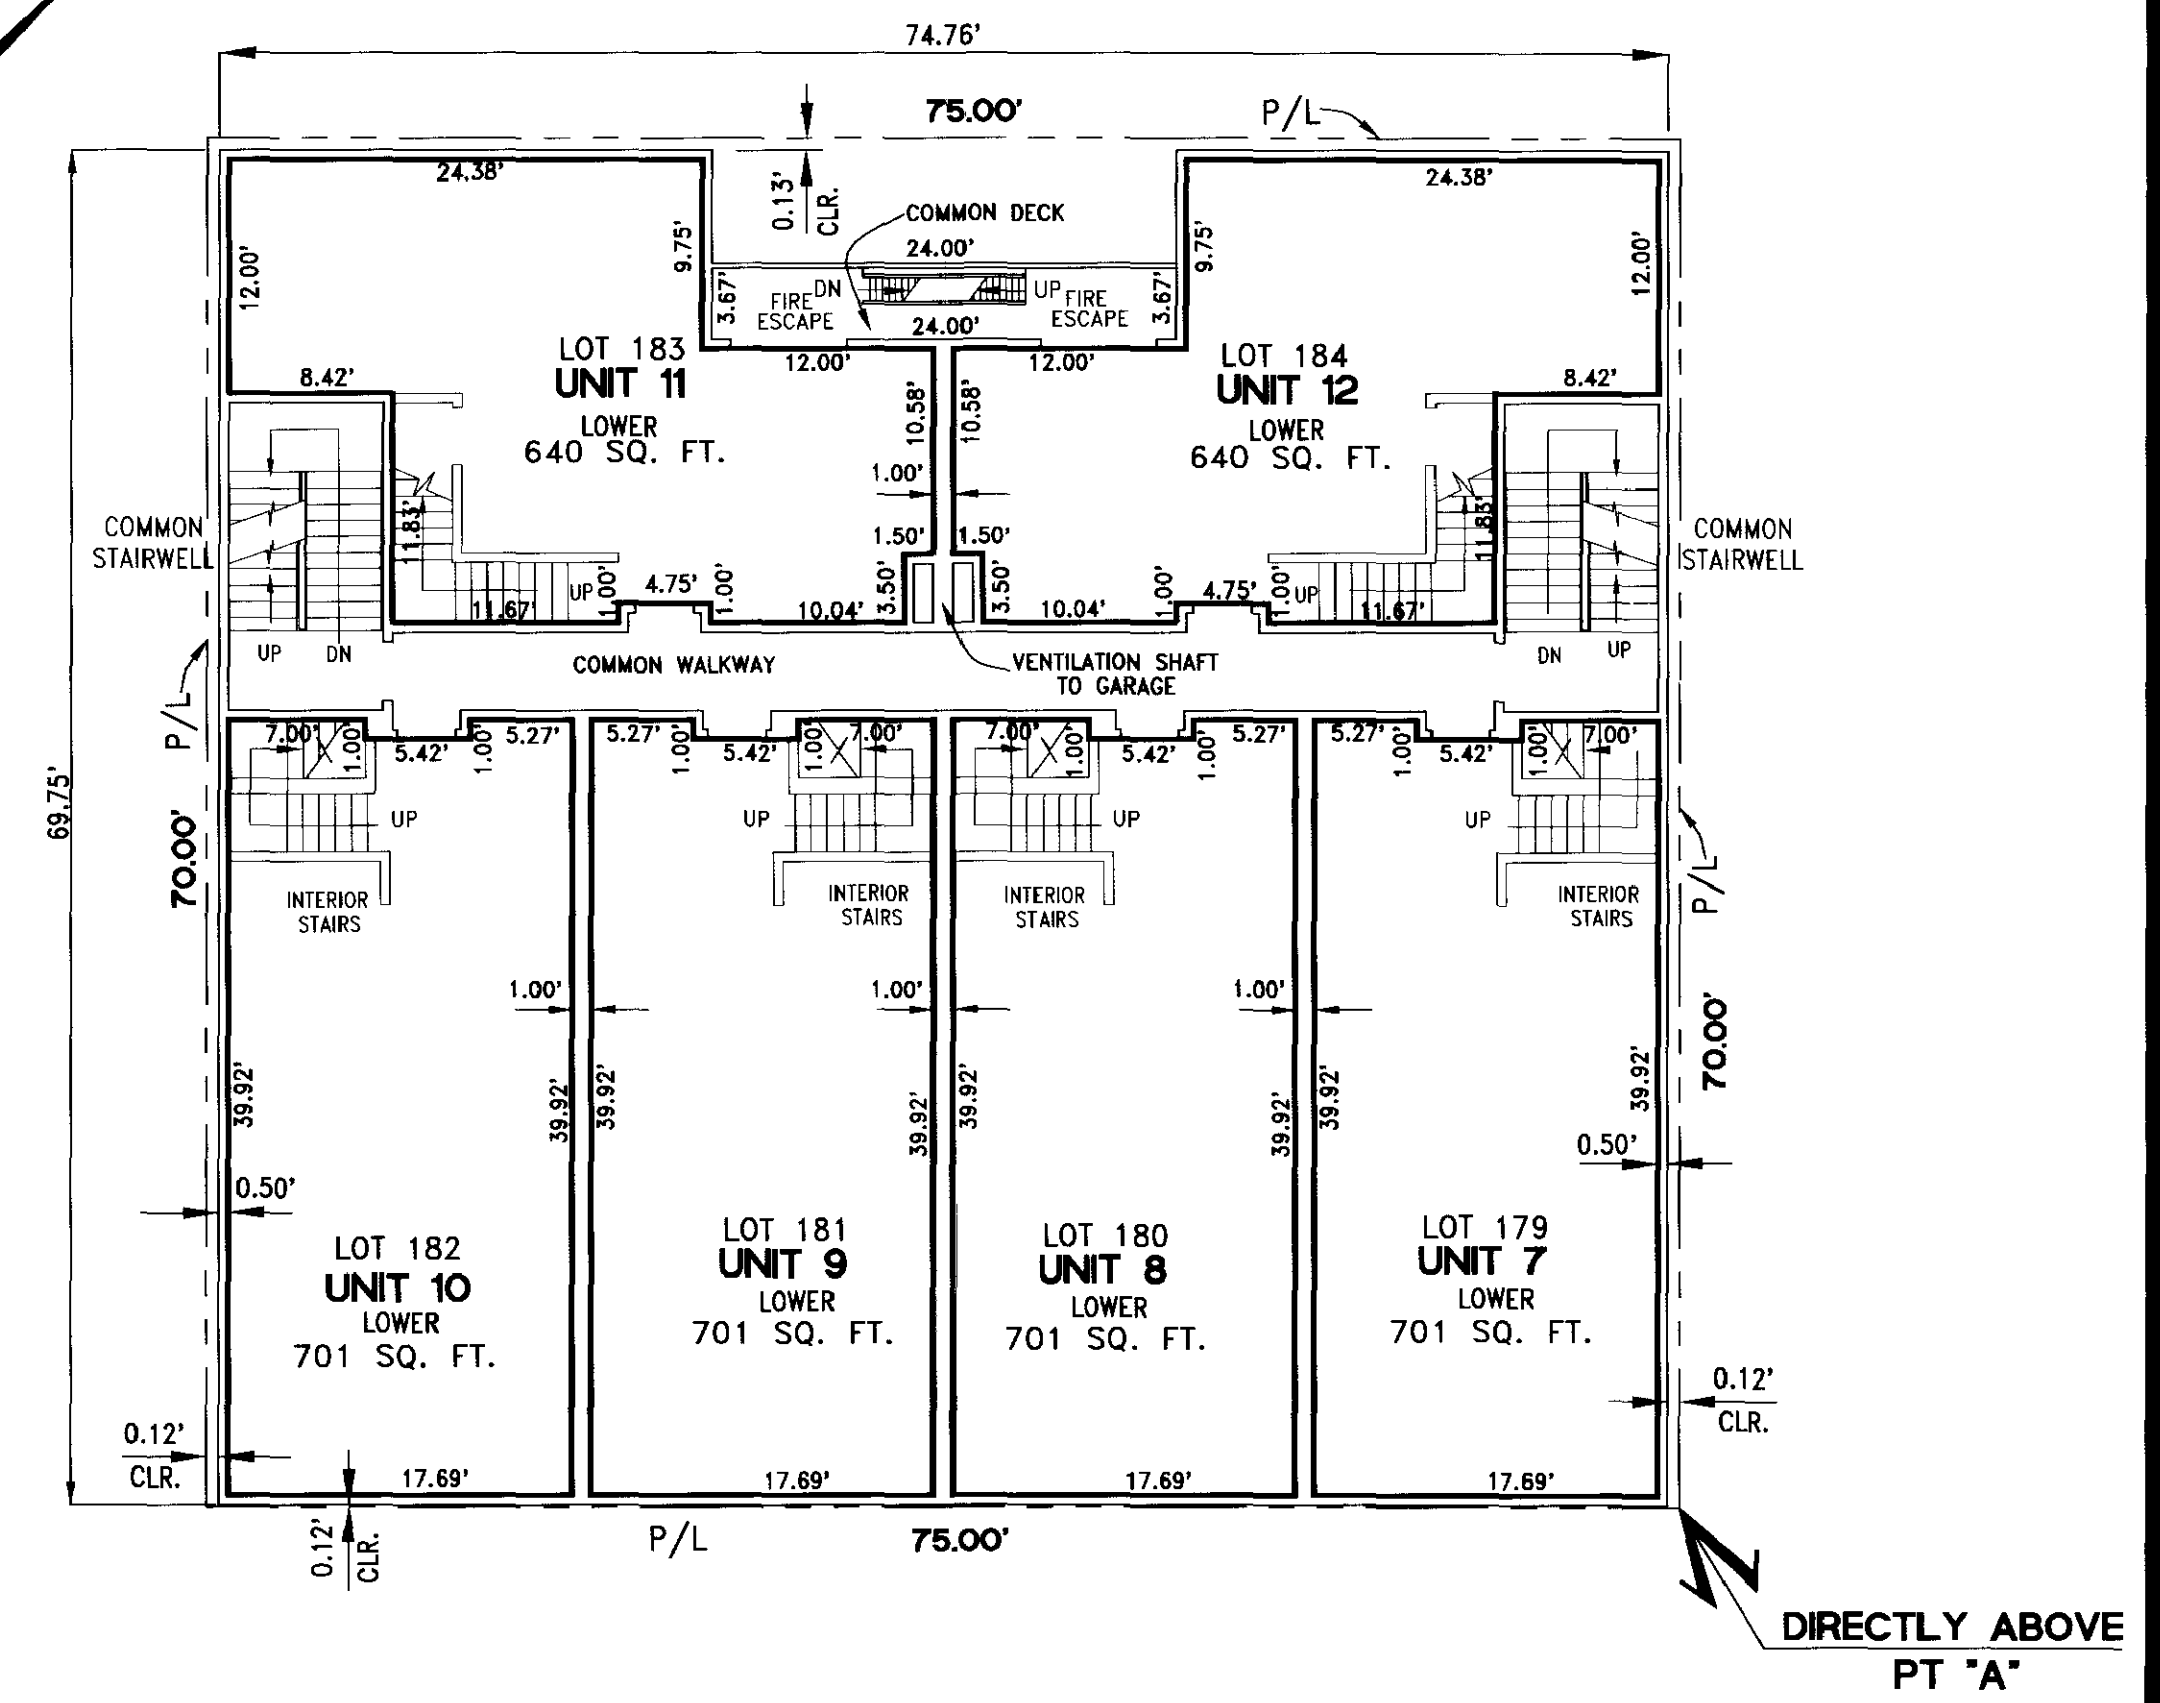 74.76'
75.00'
P/L
24.38'
0.13'
CLR.
24.38'
COMMON DECK
24.00'
12.00'
9.75'
3.67'
FIRE
ESCAPE
DN
UP
FIRE
ESCAPE
3.67'
9.75'
12.00'
24.00'
12.00'
12.00'
LOT 183
UNIT 11
LOWER
640 SQ. FT.
LOT 184
UNIT 12
LOWER
640 SQ. FT.
8.42'
8.42'
10.58'
10.58'
1.00'
1.50'
1.50'
COMMON
STAIRWELL
COMMON
STAIRWELL
11.83'
11.83'
UP
1.00'
4.75'
1.00'
3.50'
3.50'
1.00'
4.75'
1.00'
UP
11.67'
10.04'
10.04'
11.67'
UP
DN
COMMON WALKWAY
VENTILATION SHAFT
TO GARAGE
DN
UP
P/L
7.00'
1.00'
5.42'
1.00'
5.27'
5.27'
1.00'
5.42'
1.00'
7.00'
7.00'
1.00'
5.42'
1.00'
5.27'
5.27'
1.00'
5.42'
1.00'
7.00'
69.75'
70.00'
UP
UP
UP
UP
P/L
INTERIOR
STAIRS
INTERIOR
STAIRS
INTERIOR
STAIRS
INTERIOR
STAIRS
1.00'
1.00'
1.00'
70.00'
39.92'
39.92'
39.92'
39.92'
39.92'
39.92'
39.92'
39.92'
0.50'
0.50'
LOT 182
UNIT 10
LOWER
701 SQ. FT.
LOT 181
UNIT 9
LOWER
701 SQ. FT.
LOT 180
UNIT 8
LOWER
701 SQ. FT.
LOT 179
UNIT 7
LOWER
701 SQ. FT.
0.12'
CLR.
0.12'
CLR.
17.69'
17.69'
17.69'
17.69'
0.12'
CLR.
P/L
75.00'
DIRECTLY ABOVE
PT "A"